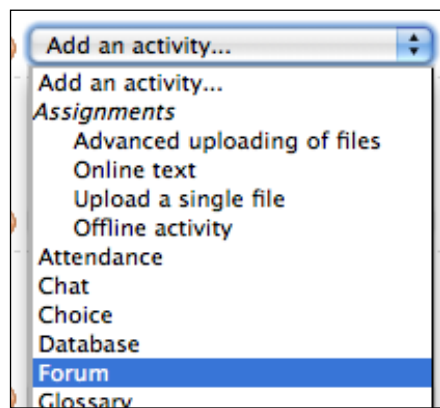 Add an activity...
Add an activity...
Assignments
Advanced uploading of files
Online text
Upload a single file
Offline activity
Attendance
Chat
Choice
Database
Forum
Glossary